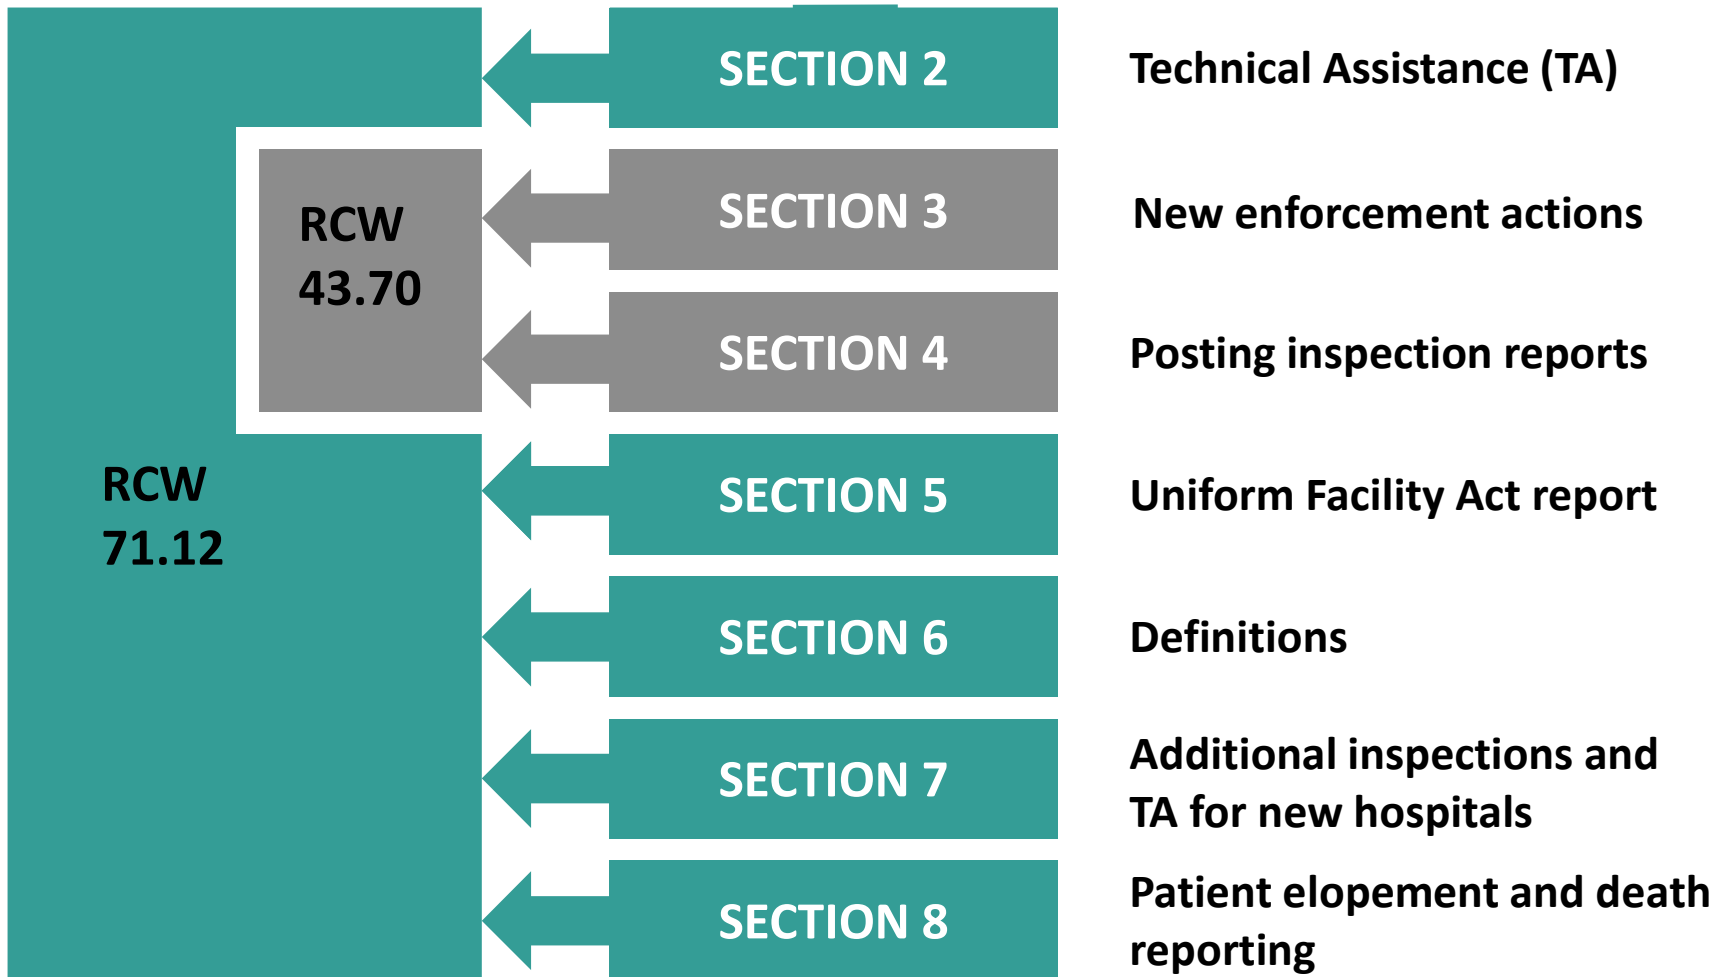 SECTION 2
Technical Assistance (TA)
RCW
43.70
SECTION 3
New enforcement actions
SECTION 4
Posting inspection reports
RCW
71.12
SECTION 5
Uniform Facility Act report
SECTION 6
Definitions
SECTION 7
Additional inspections and
TA for new hospitals
SECTION 8
Patient elopement and death
reporting